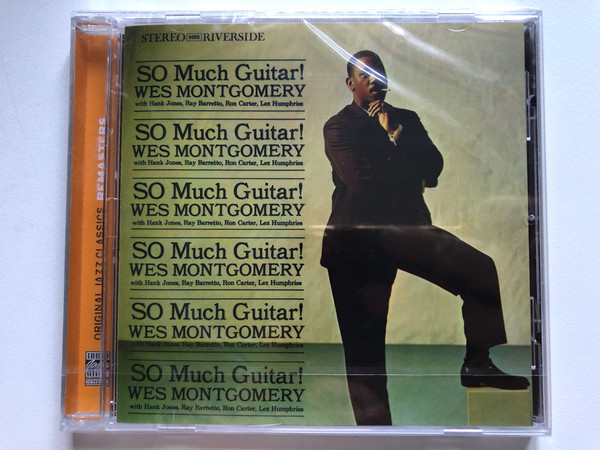 STEREO RIVERSIDE
SO Much Guitar!
WES MONTGOMERY
with Hank Jones, Ray Barretto, Ron Carter, Lex Humphries
SO Much Guitar!
WES MONTGOMERY
with Hank Jones, Ray Barretto, Ron Carter, Lex Humphries
SO Much Guitar!
WES MONTGOMERY
with Hank Jones, Ray Barretto, Ron Carter, Lex Humphries
SO Much Guitar!
WES MONTGOMERY
with Hank Jones, Ray Barretto, Ron Carter, Lex Humphries
SO Much Guitar!
WES MONTGOMERY
with Hank Jones, Ray Barretto, Ron Carter, Lex Humphries
SO Much Guitar!
WES MONTGOMERY
with Hank Jones, Ray Barretto, Ron Carter, Lex Humphries
ORIGINAL JAZZ CLASSICS REMASTERS